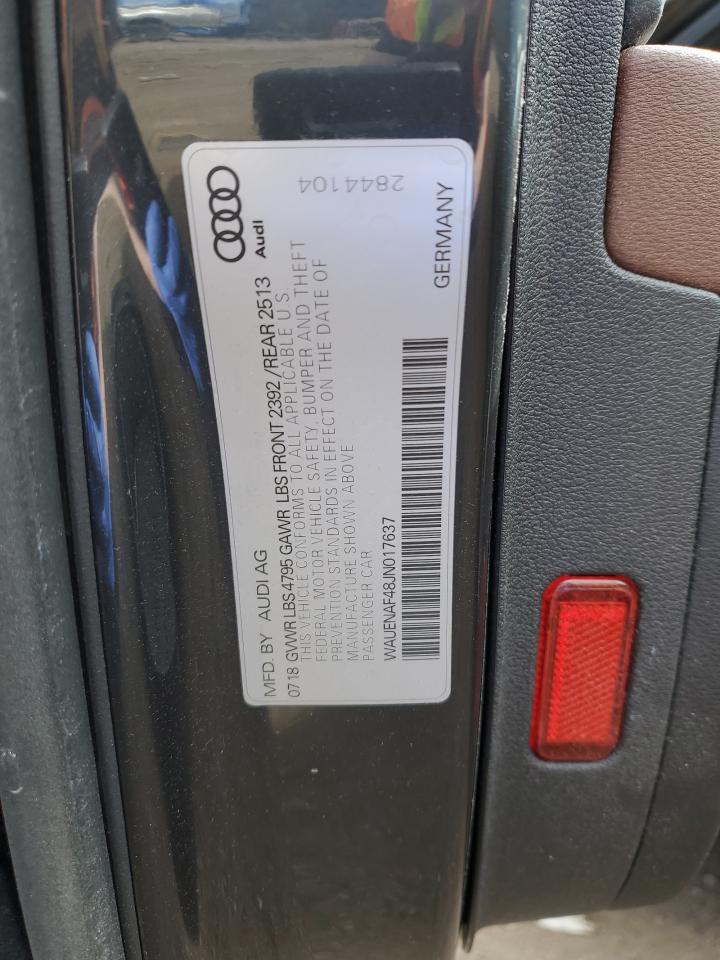 MFD. BY AUDI AG
Audi
0718 GWWR LBS 4795 GAWR LBS FRONT 2392 / REAR 2513
THIS VEHICLE CONFORMS TO ALL APPLICABLE U S.
FEDERAL MOTOR VEHICLE SAFETY, BUMPER AND THEFT
PREVENTION STANDARDS IN EFFECT ON THE DATE OF
MANUFACTURE SHOWN ABOVE
PASSENGER CAR
2844104
WAUENAF48JN017637
GERMANY